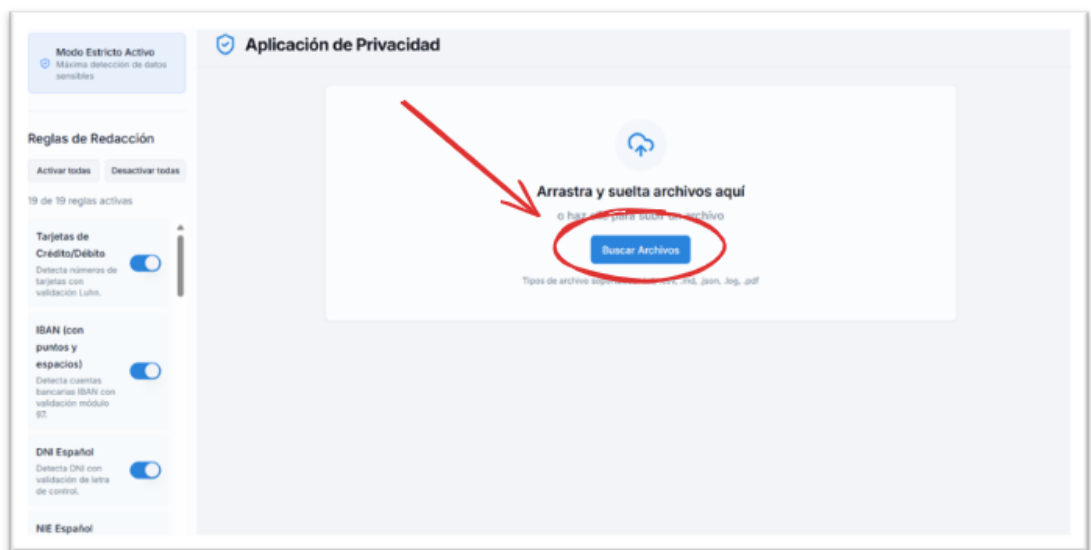 Modo Estricto Activo
Máxima detección de datos
sensibles
Reglas de Redacción
Activar todas
Desactivar todas
19 de 19 reglas activas
Tarjetas de
Crédito/Débito
Detecta números de
tarjetas con
validación Luhn.
IBAN (con
puntos y
espacios)
Detecta cuentas
bancarias IBAN con
validación módulo
97.
DNI Español
Detecta DNI con
validación de letra
de control.
NIE Español
Aplicación de Privacidad
Arrastra y suelta archivos aquí
o haz para subir un archivo
Buscar Archivos
Tipos de archivo .md, .json, .log, .pdf